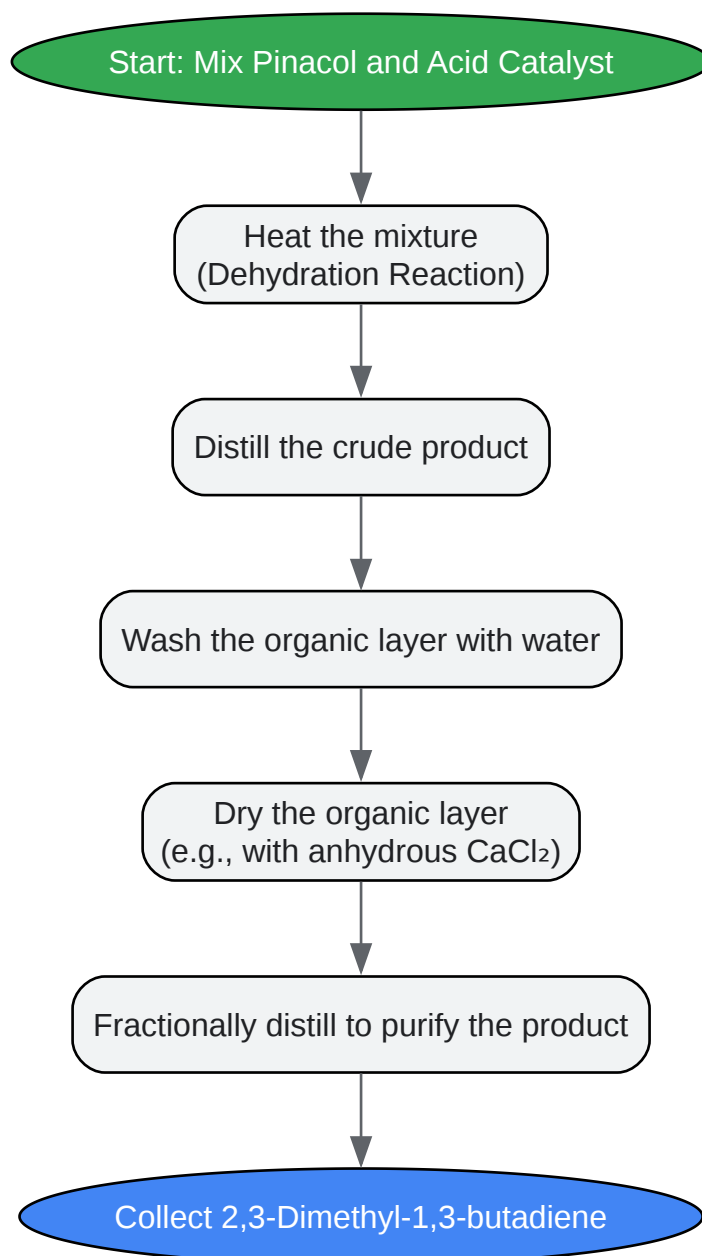 Start: Mix Pinacol and Acid Catalyst
Heat the mixture
(Dehydration Reaction)
Distill the crude product
Wash the organic layer with water
Dry the organic layer
(e.g., with anhydrous CaCl₂)
Fractionally distill to purify the product
Collect 2,3-Dimethyl-1,3-butadiene